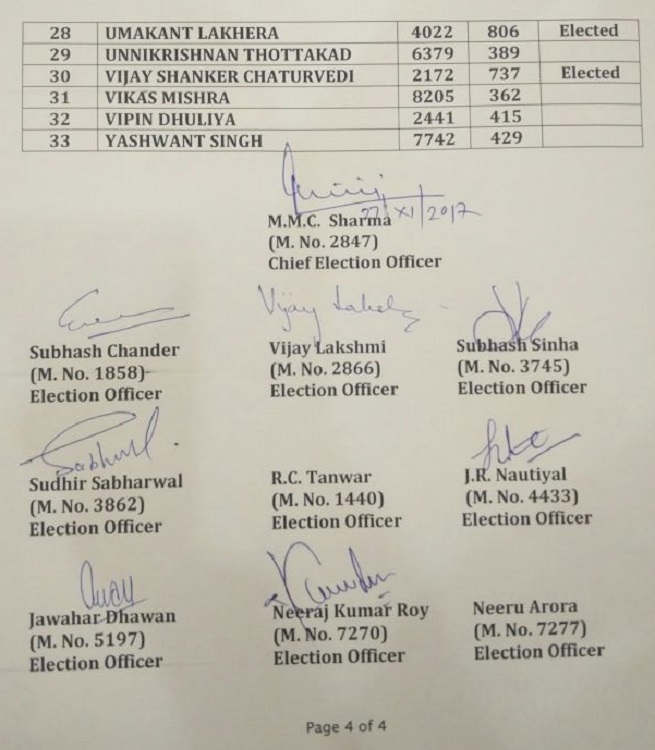 28 UMAKANT LAKHERA 4022 806 Elected
29 UNNIKRISHNAN THOTTAKAD 6379 389
30 VIJAY SHANKER CHATURVEDI 2172 737 Elected
31 VIKAS MISHRA 8205 362
32 VIPIN DHULIYA 2441 415
33 YASHWANT SINGH 7742 429
27/XI/2017
M.M.C. Sharma
(M. No. 2847)
Chief Election Officer
Vijay Lakshmi
Subhash Chander Vijay Lakshmi Subhash Sinha
(M. No. 1858) (M. No. 2866) (M. No. 3745)
Election Officer Election Officer Election Officer
Sudhir Sabharwal R.C. Tanwar J.R. Nautiyal
(M. No. 3862) (M. No. 1440) (M. No. 4433)
Election Officer Election Officer Election Officer
Jawahar Dhawan Neeraj Kumar Roy Neeru Arora
(M. No. 5197) (M. No. 7270) (M. No. 7277)
Election Officer Election Officer Election Officer
Page 4 of 4